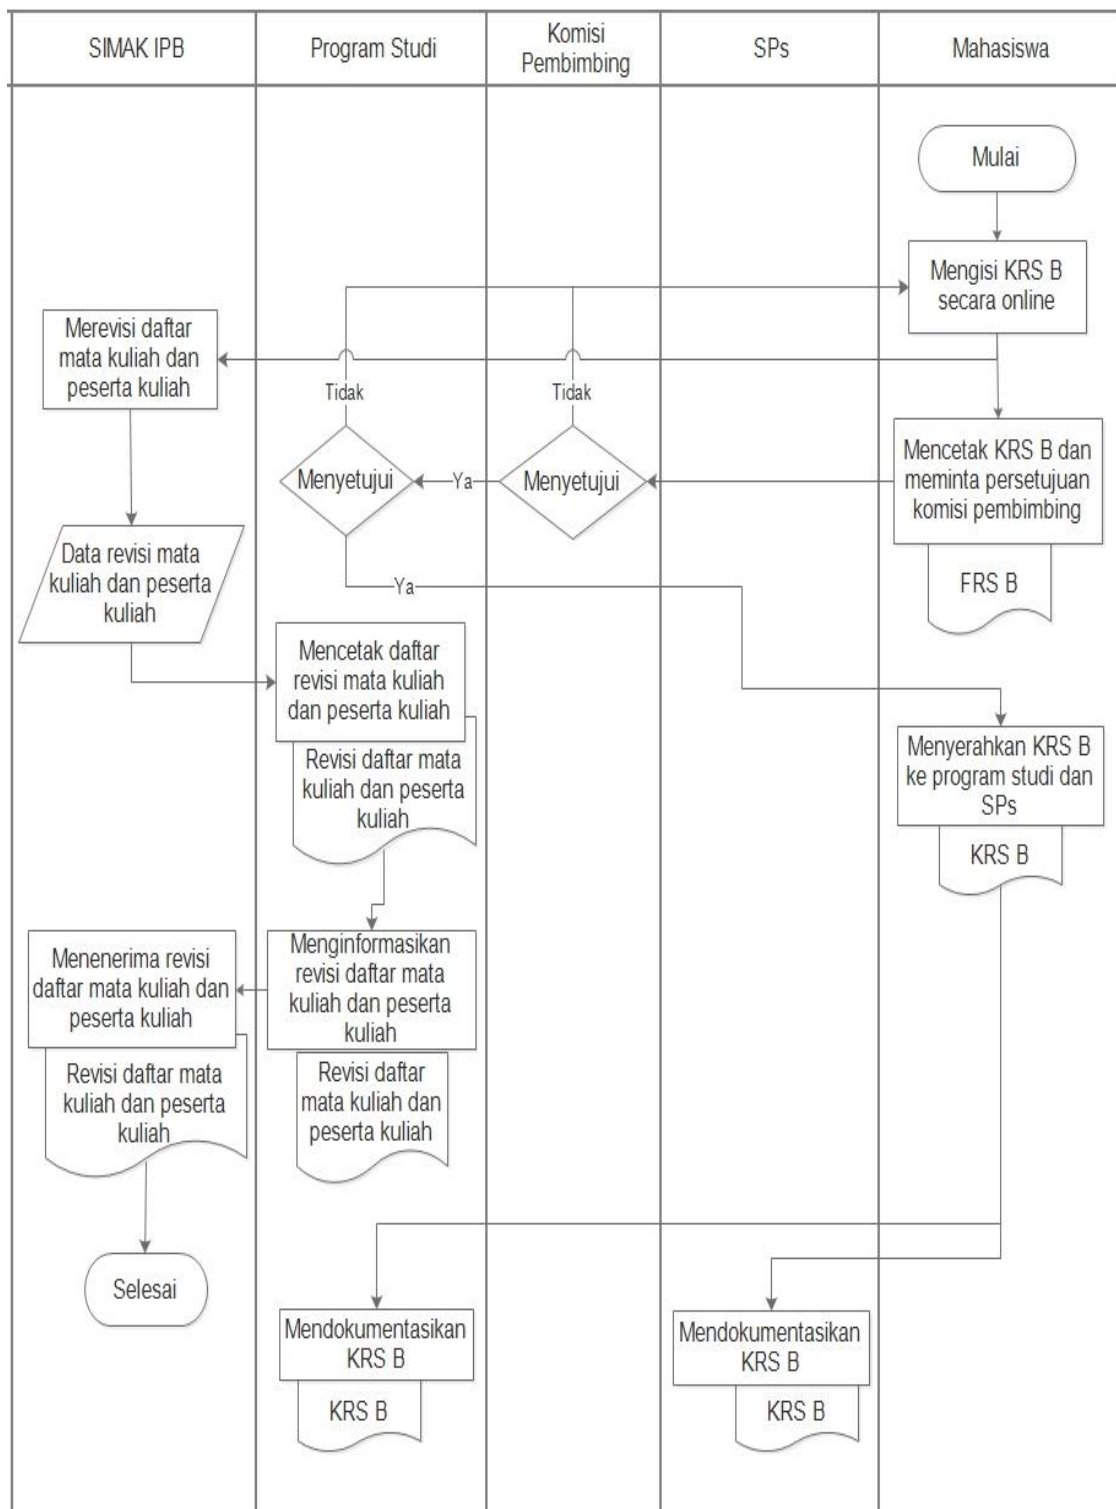 SIMAK IPB
Program Studi
Komisi
Pembimbing
SPs
Mahasiswa
Mulai
Mengisi KRS B
secara online
Merevisi daftar
mata kuliah dan
peserta kuliah
Tidak
Tidak
Menyetujui
Ya
Menyetujui
Mencetak KRS B dan
meminta persetujuan
komisi pembimbing
FRS B
Data revisi mata
kuliah dan peserta
kuliah
Ya
Mencetak daftar
revisi mata kuliah
dan peserta kuliah
Revisi daftar mata
kuliah dan peserta
kuliah
Menyerahkan KRS B
ke program studi dan
SPs
KRS B
Menenerima revisi
daftar mata kuliah dan
peserta kuliah
Revisi daftar mata
kuliah dan peserta
kuliah
Menginformasikan
revisi daftar mata
kuliah dan peserta
kuliah
Revisi daftar
mata kuliah dan
peserta kuliah
Selesai
Mendokumentasikan
KRS B
KRS B
Mendokumentasikan
KRS B
KRS B